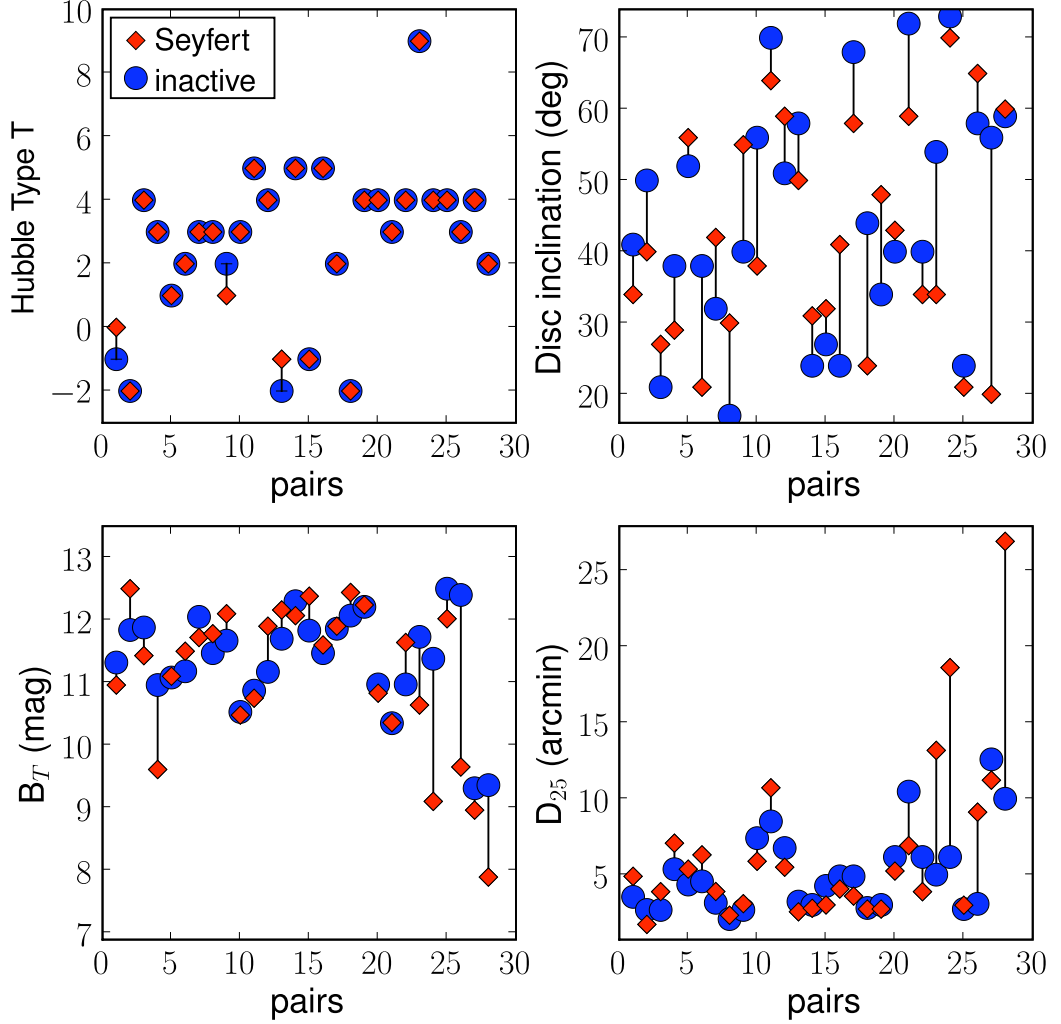 10
8
6
4
2
0
−2
Hubble Type T
Seyfert
inactive
0 5 10 15 20 25 30
pairs
70
60
50
40
30
20
Disc inclination (deg)
0 5 10 15 20 25 30
pairs
13
12
11
10
9
8
7
B_T (mag)
0 5 10 15 20 25 30
pairs
25
20
15
10
5
D_25 (arcmin)
0 5 10 15 20 25 30
pairs